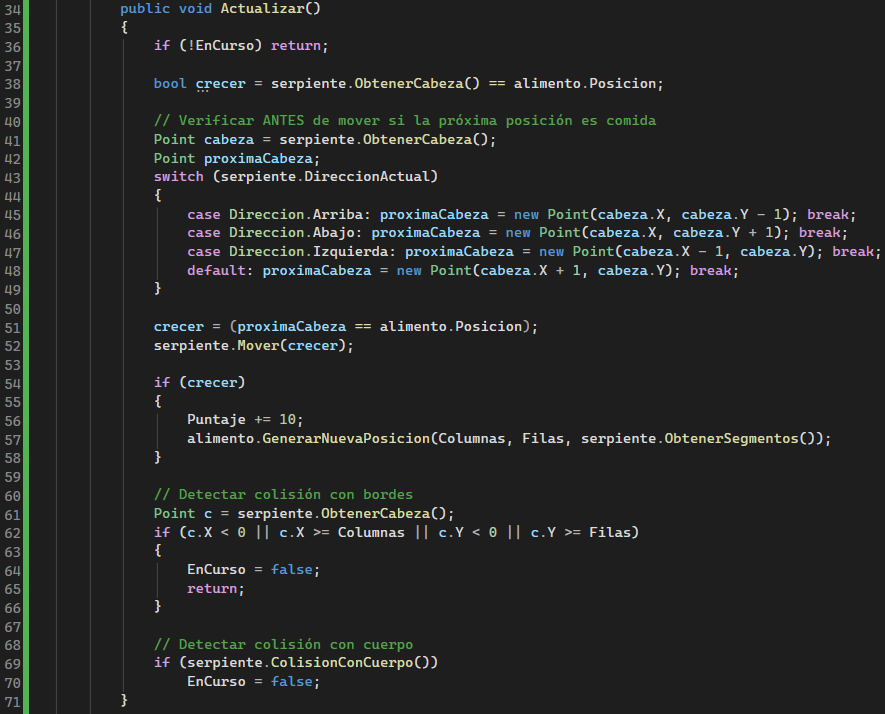 34 public void Actualizar()
35 {
36 if (!EnCurso) return;
37
38 bool crecer = serpiente.ObtenerCabeza() == alimento.Posicion;
39
40 // Verificar ANTES de mover si la próxima posición es comida
41 Point cabeza = serpiente.ObtenerCabeza();
42 Point proximaCabeza;
43 switch (serpiente.DireccionActual)
44 {
45 case Direccion.Arriba: proximaCabeza = new Point(cabeza.X, cabeza.Y - 1); break;
46 case Direccion.Abajo: proximaCabeza = new Point(cabeza.X, cabeza.Y + 1); break;
47 case Direccion.Izquierda: proximaCabeza = new Point(cabeza.X - 1, cabeza.Y); break;
48 default: proximaCabeza = new Point(cabeza.X + 1, cabeza.Y); break;
49 }
50
51 crecer = (proximaCabeza == alimento.Posicion);
52 serpiente.Mover(crecer);
53
54 if (crecer)
55 {
56 Puntaje += 10;
57 alimento.GenerarNuevaPosicion(Columnas, Filas, serpiente.ObtenerSegmentos());
58 }
59
60 // Detectar colisión con bordes
61 Point c = serpiente.ObtenerCabeza();
62 if (c.X < 0 || c.X >= Columnas || c.Y < 0 || c.Y >= Filas)
63 {
64 EnCurso = false;
65 return;
66 }
67
68 // Detectar colisión con cuerpo
69 if (serpiente.ColisionConCuerpo())
70 EnCurso = false;
71 }